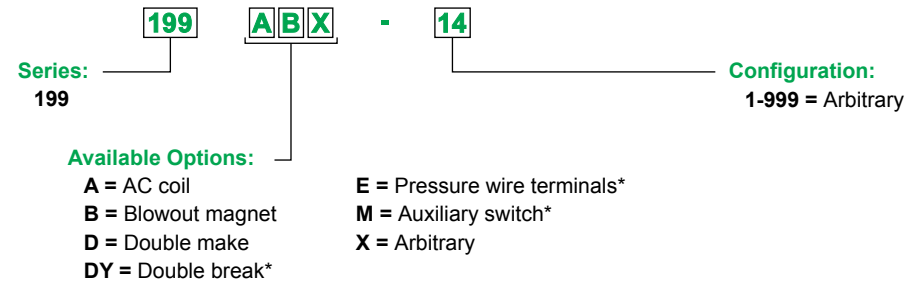 199 ABX - 14
Series:
199
Configuration:
1-999 = Arbitrary
Available Options:
A = AC coil
B = Blowout magnet
D = Double make
DY = Double break*
E = Pressure wire terminals*
M = Auxiliary switch*
X = Arbitrary